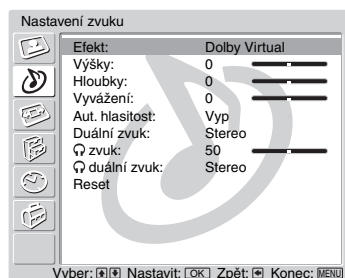 Nastavení zvuku
Efekt: Dolby Virtual
Výšky: 0
Hloubky: 0
Vyvážení: 0
Aut. hlasitost: Vyp
Duální zvuk: Stereo
zvuk: 50
duální zvuk: Stereo
Reset
Vyber: Nastavit: OK Zpět: Konec: MENU